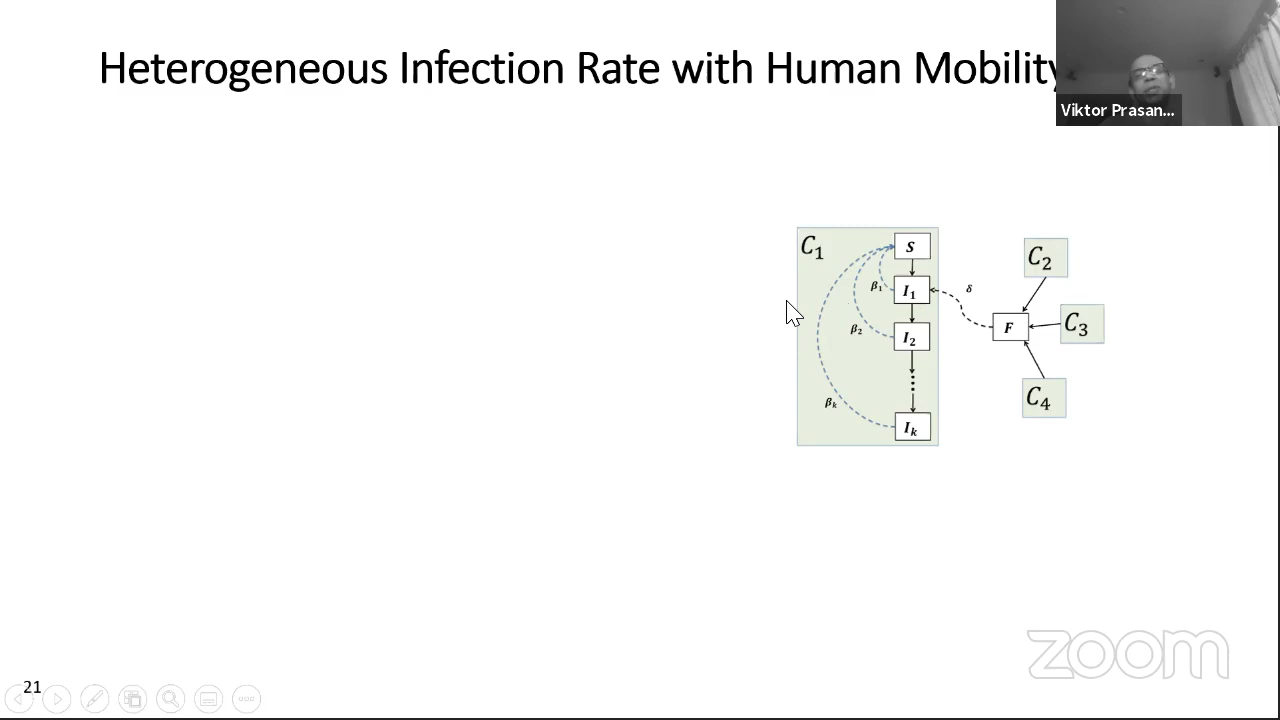 Heterogeneous Infection Rate with Human Mobility
Viktor Prasan...
C1
S
I1
I2
Ik
β1
β2
βk
δ
F
C2
C3
C4
zoom
21